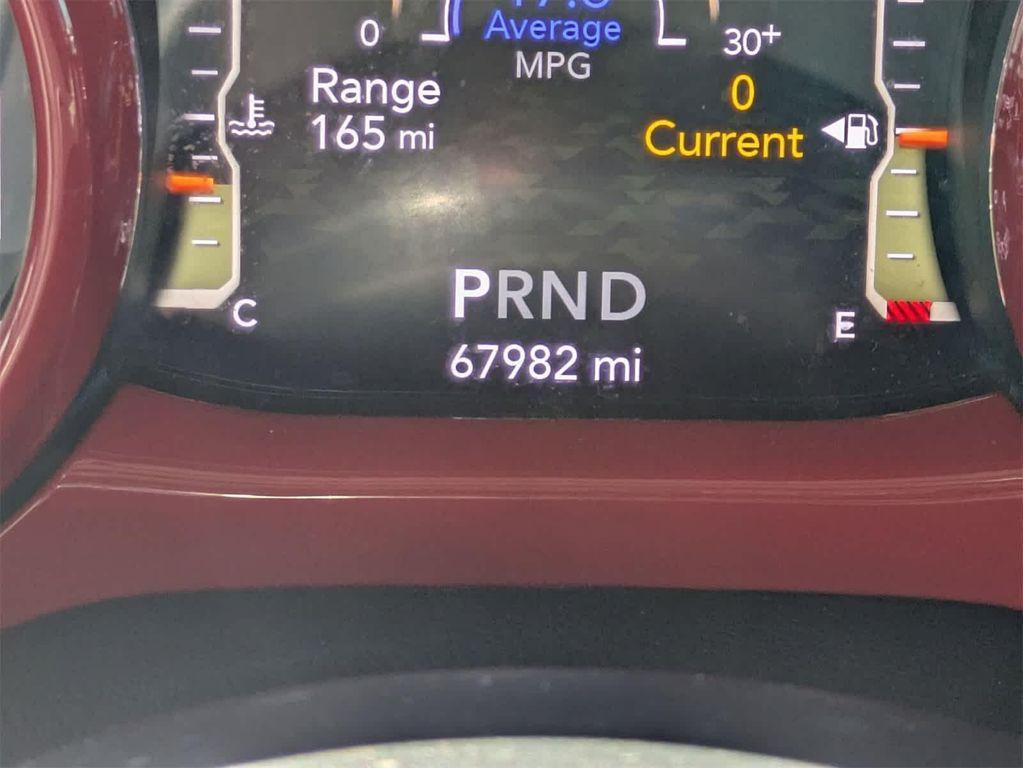 0
Average
MPG
30+
Range
165 mi
0
Current
PRND
C
E
67982 mi